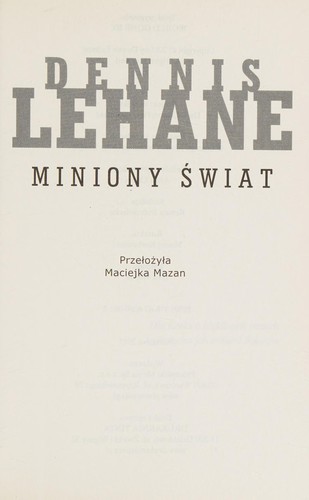 DENNIS
LEHANE
MINIONY ŚWIAT
Przełożyła
Maciejka Mazan